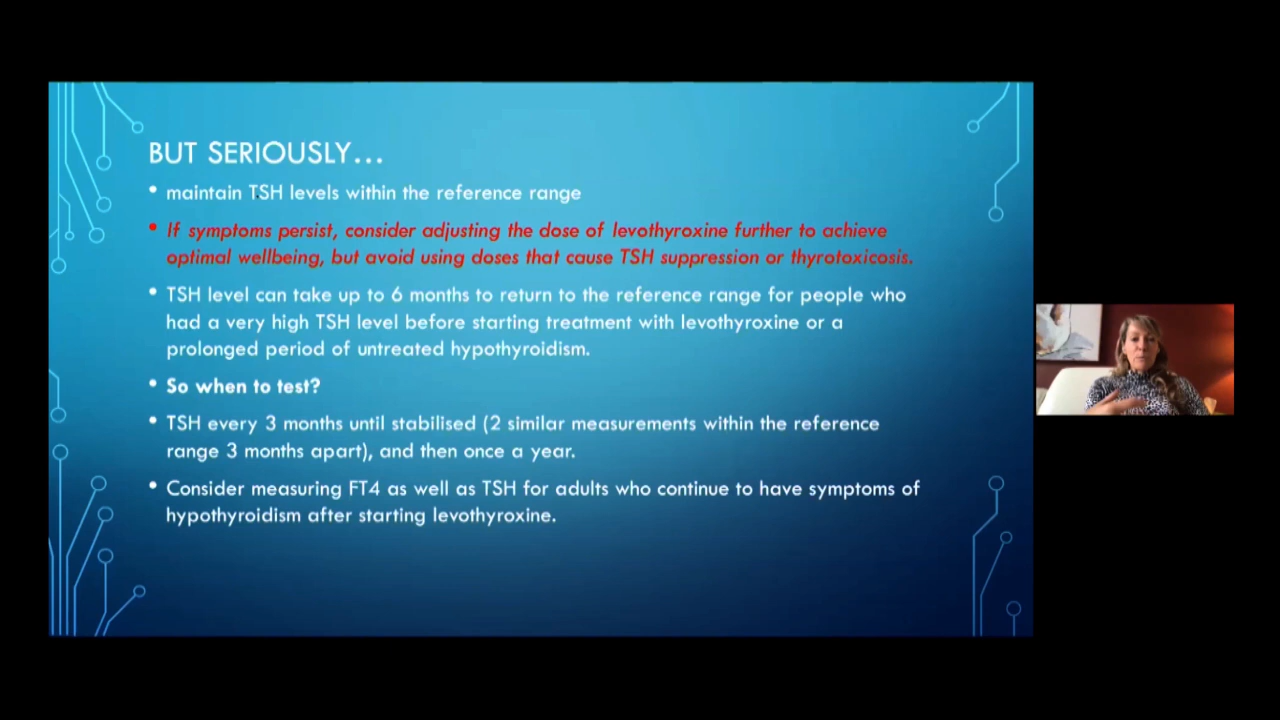 BUT SERIOUSLY...
• maintain TSH levels within the reference range
• If symptoms persist, consider adjusting the dose of levothyroxine further to achieve
optimal wellbeing, but avoid using doses that cause TSH suppression or thyrotoxicosis.
• TSH level can take up to 6 months to return to the reference range for people who
had a very high TSH level before starting treatment with levothyroxine or a
prolonged period of untreated hypothyroidism.
• So when to test?
• TSH every 3 months until stabilised (2 similar measurements within the reference
range 3 months apart), and then once a year.
• Consider measuring FT4 as well as TSH for adults who continue to have symptoms of
hypothyroidism after starting levothyroxine.